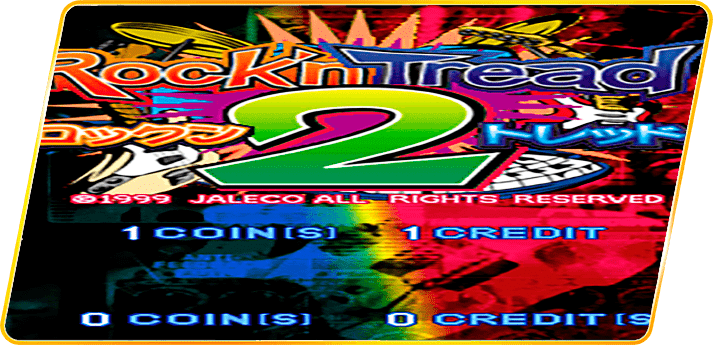 Rock'n Tread
2
ロックン トレッド
©1999 JALECO ALL RIGHTS RESERVED
1 COIN[S] 1 CREDIT
0 COIN[S] 0 CREDIT[S